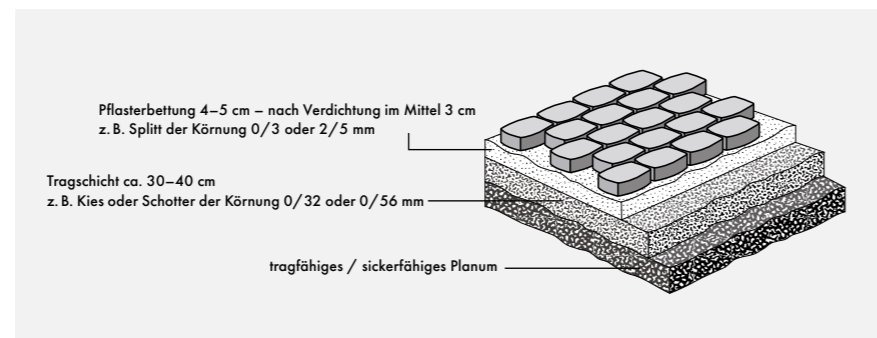 Pflasterbettung 4–5 cm – nach Verdichtung im Mittel 3 cm
z. B. Splitt der Körnung 0/3 oder 2/5 mm
Tragschicht ca. 30–40 cm
z. B. Kies oder Schotter der Körnung 0/32 oder 0/56 mm
tragfähiges / sickerfähiges Planum